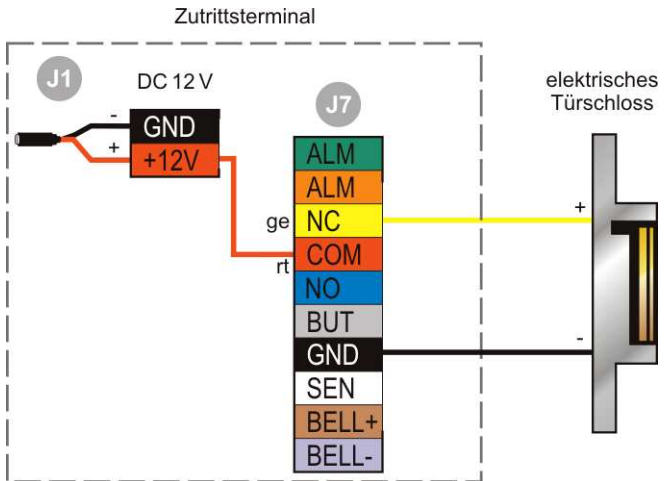 Zutrittsterminal
J1
DC 12 V
elektrisches
Türschloss
J7
-
GND
+
+12V
ALM
ALM
ge
NC
+
rt
COM
NO
BUT
GND
-
SEN
BELL+
BELL-